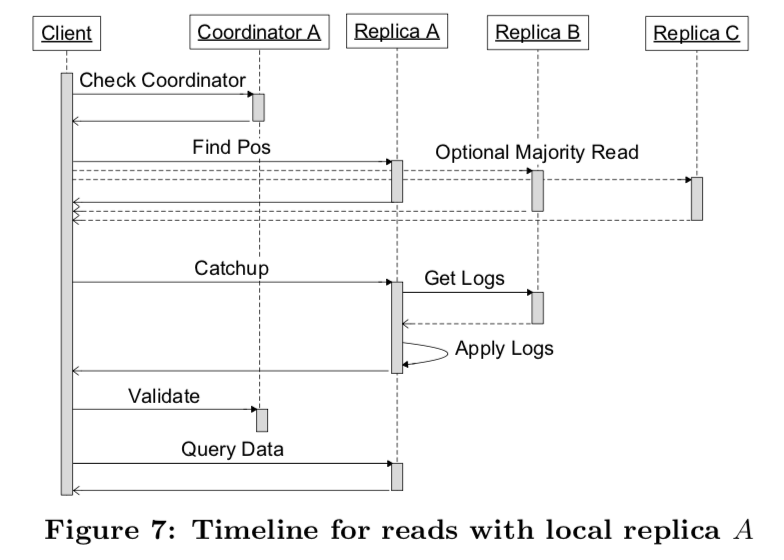 Client
Coordinator A
Replica A
Replica B
Replica C
Check Coordinator
Find Pos
Optional Majority Read
Catchup
Get Logs
Apply Logs
Validate
Query Data
Figure 7: Timeline for reads with local replica A